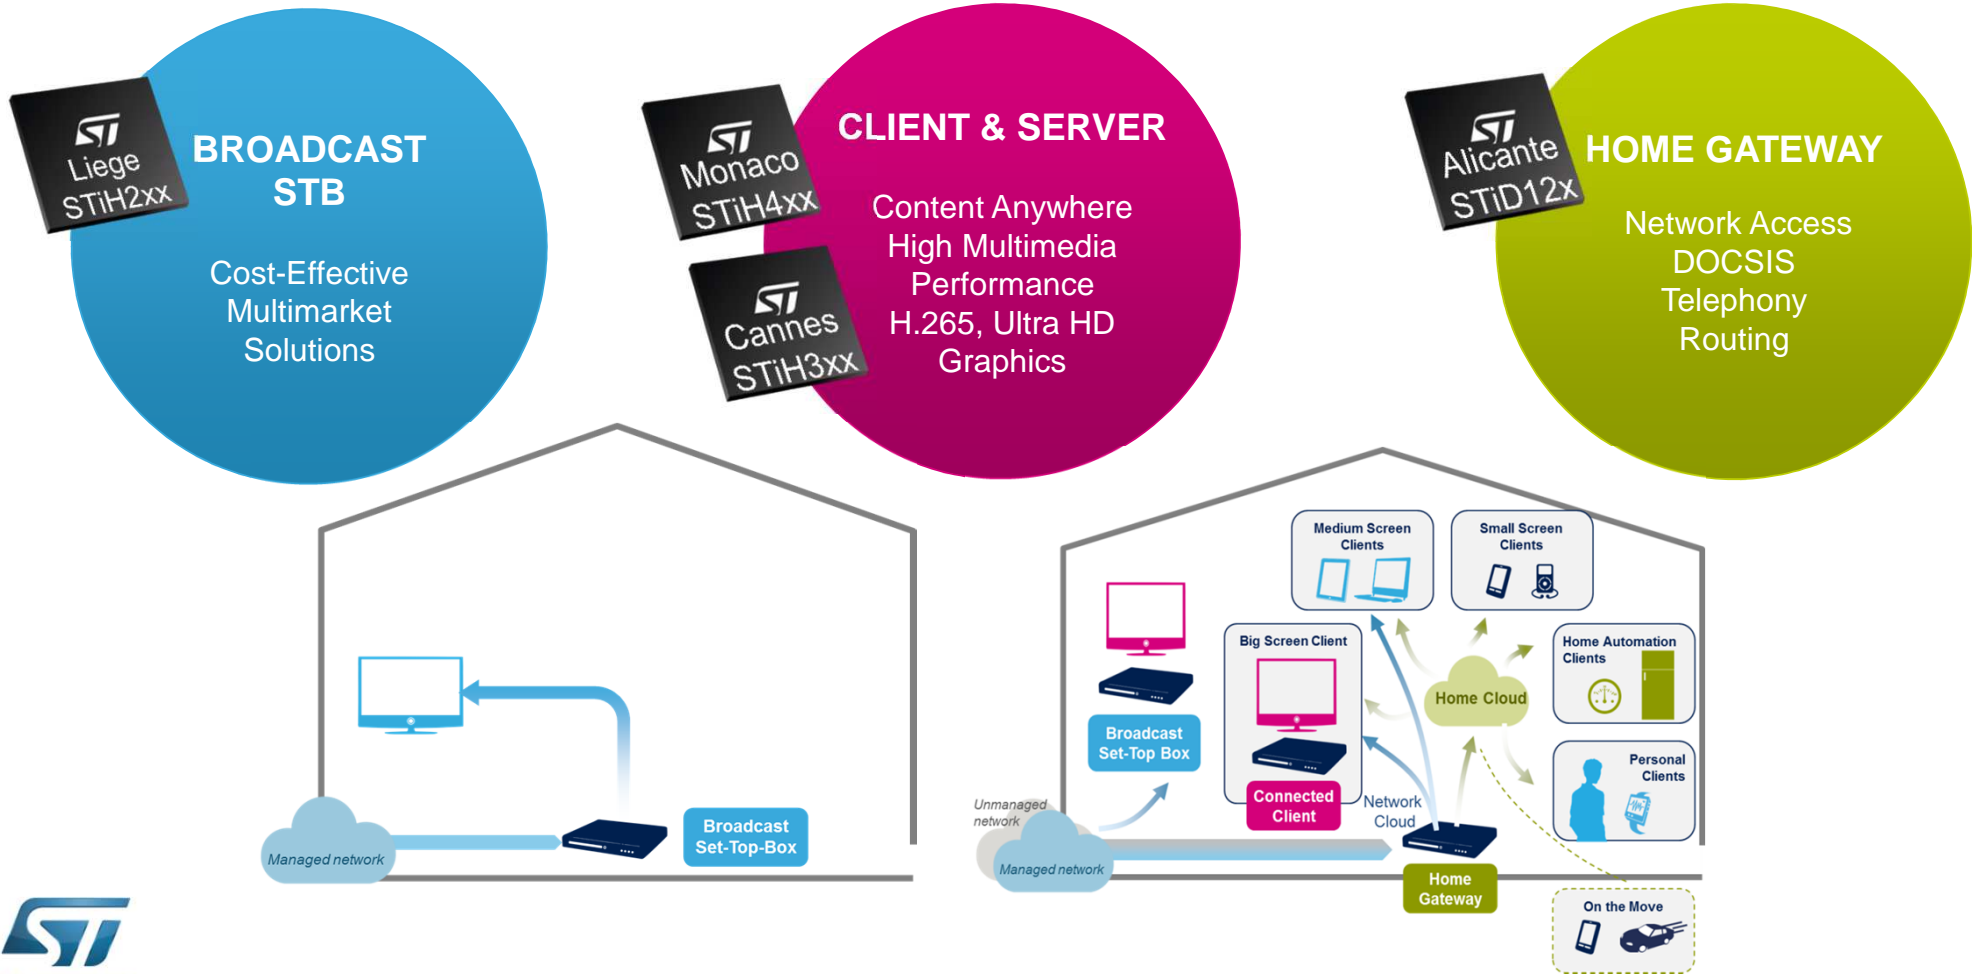 ST
Liege
STiH2xx
BROADCAST
STB
Cost-Effective
Multimarket
Solutions
ST
Monaco
STiH4xx
ST
Cannes
STiH3xx
CLIENT & SERVER
Content Anywhere
High Multimedia
Performance
H.265, Ultra HD
Graphics
ST
Alicante
STiD12x
HOME GATEWAY
Network Access
DOCSIS
Telephony
Routing
Managed network
Broadcast
Set-Top-Box
Medium Screen
Clients
Small Screen
Clients
Big Screen Client
Home Automation
Clients
Home Cloud
Broadcast
Set-Top Box
Personal
Clients
Connected
Client
Network
Cloud
Unmanaged
network
Managed network
Home
Gateway
On the Move
ST